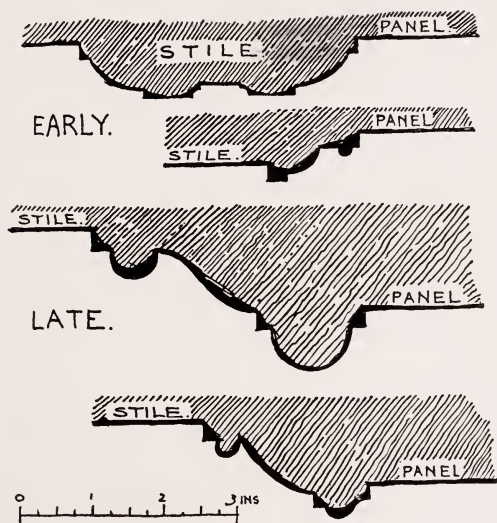 PANEL.
STILE.
EARLY.
PANEL
STILE.
STILE.
PANEL
LATE.
STILE.
PANEL
0 1 2 3 INS